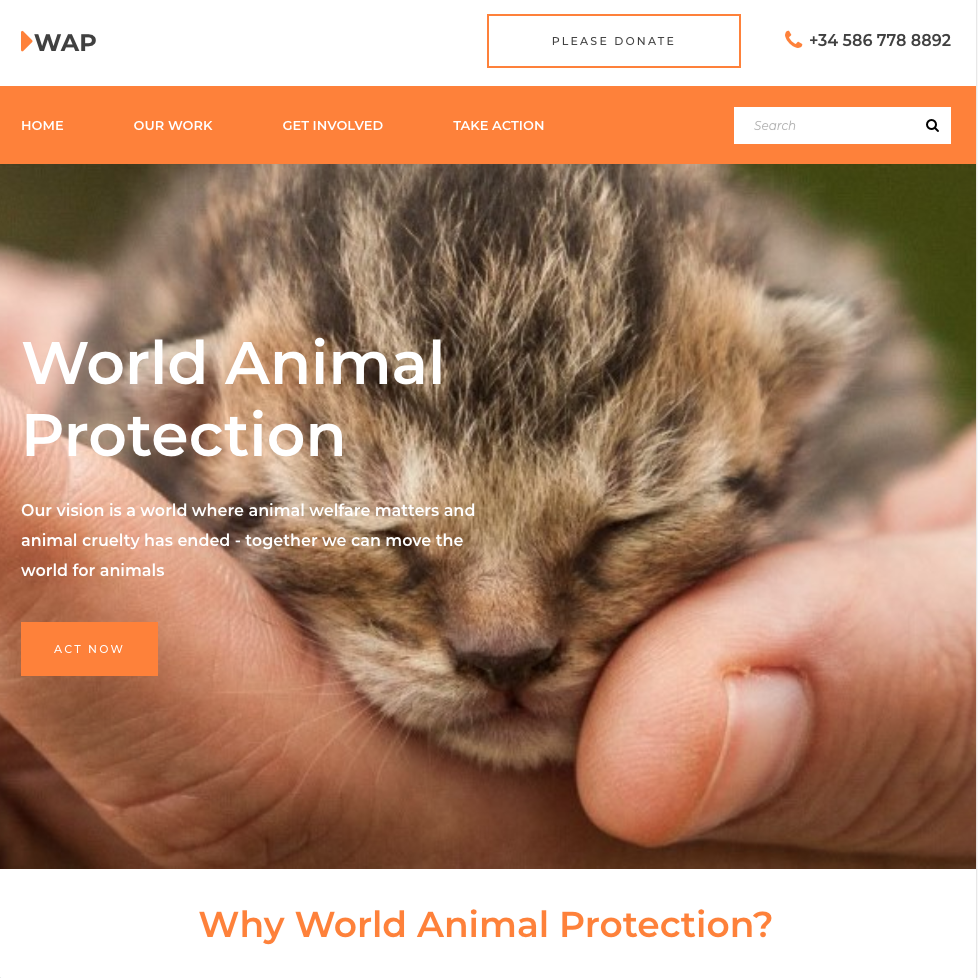 WAP
PLEASE DONATE
+34 586 778 8892
HOME
OUR WORK
GET INVOLVED
TAKE ACTION
Search
World Animal
Protection
Our vision is a world where animal welfare matters and
animal cruelty has ended - together we can move the
world for animals
ACT NOW
Why World Animal Protection?